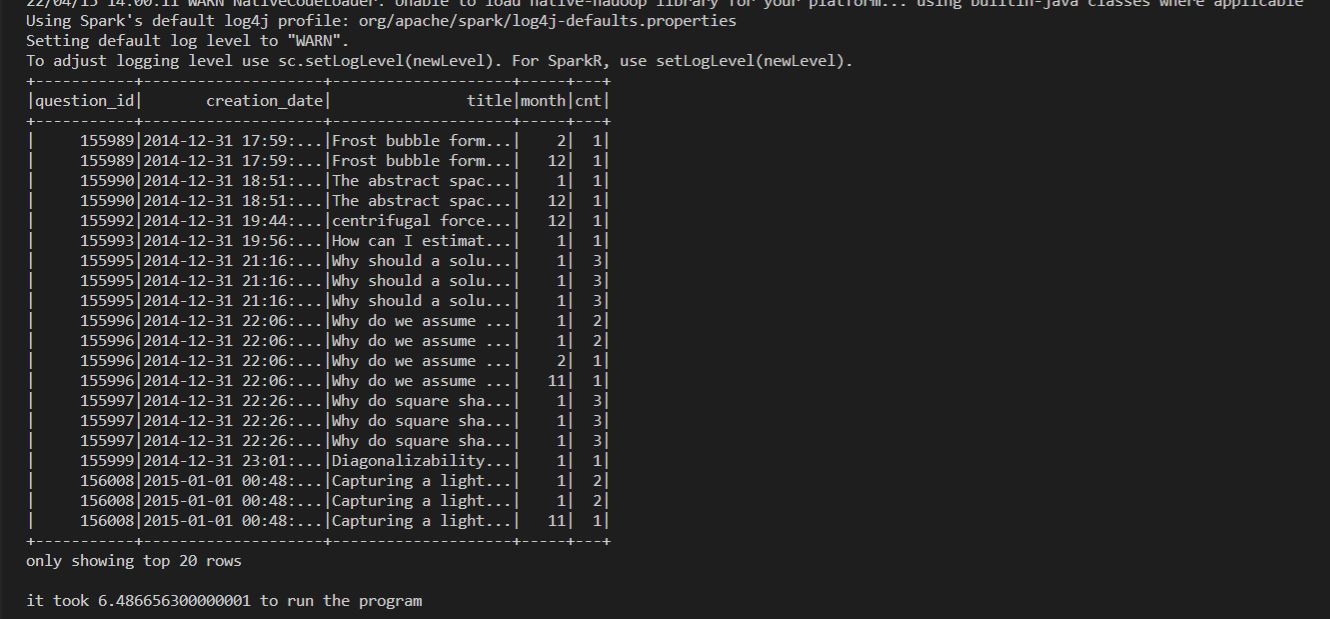 22/04/15 14:00:11 WARN NativeCodeLoader: Unable to load native-hadoop library for your platform... using builtin-java classes where applicable
Using Spark's default log4j profile: org/apache/spark/log4j-defaults.properties
Setting default log level to "WARN".
To adjust logging level use sc.setLogLevel(newLevel). For SparkR, use setLogLevel(newLevel).
+-----------+--------------------+--------------------+-----+---+
|question_id|       creation_date|               title|month|cnt|
+-----------+--------------------+--------------------+-----+---+
|     155989|2014-12-31 17:59:...|Frost bubble form...|    2|  1|
|     155989|2014-12-31 17:59:...|Frost bubble form...|   12|  1|
|     155990|2014-12-31 18:51:...|The abstract spac...|    1|  1|
|     155990|2014-12-31 18:51:...|The abstract spac...|   12|  1|
|     155992|2014-12-31 19:44:...|centrifugal force...|   12|  1|
|     155993|2014-12-31 19:56:...|How can I estimat...|    1|  1|
|     155995|2014-12-31 21:16:...|Why should a solu...|    1|  3|
|     155995|2014-12-31 21:16:...|Why should a solu...|    1|  3|
|     155995|2014-12-31 21:16:...|Why should a solu...|    1|  3|
|     155996|2014-12-31 22:06:...|Why do we assume ...|    1|  2|
|     155996|2014-12-31 22:06:...|Why do we assume ...|    1|  2|
|     155996|2014-12-31 22:06:...|Why do we assume ...|    2|  1|
|     155996|2014-12-31 22:06:...|Why do we assume ...|   11|  1|
|     155997|2014-12-31 22:26:...|Why do square sha...|    1|  3|
|     155997|2014-12-31 22:26:...|Why do square sha...|    1|  3|
|     155997|2014-12-31 22:26:...|Why do square sha...|    1|  3|
|     155999|2014-12-31 23:01:...|Diagonalizability...|    1|  1|
|     156008|2015-01-01 00:48:...|Capturing a light...|    1|  2|
|     156008|2015-01-01 00:48:...|Capturing a light...|    1|  2|
|     156008|2015-01-01 00:48:...|Capturing a light...|   11|  1|
+-----------+--------------------+--------------------+-----+---+
only showing top 20 rows
it took 6.486656300000001 to run the program